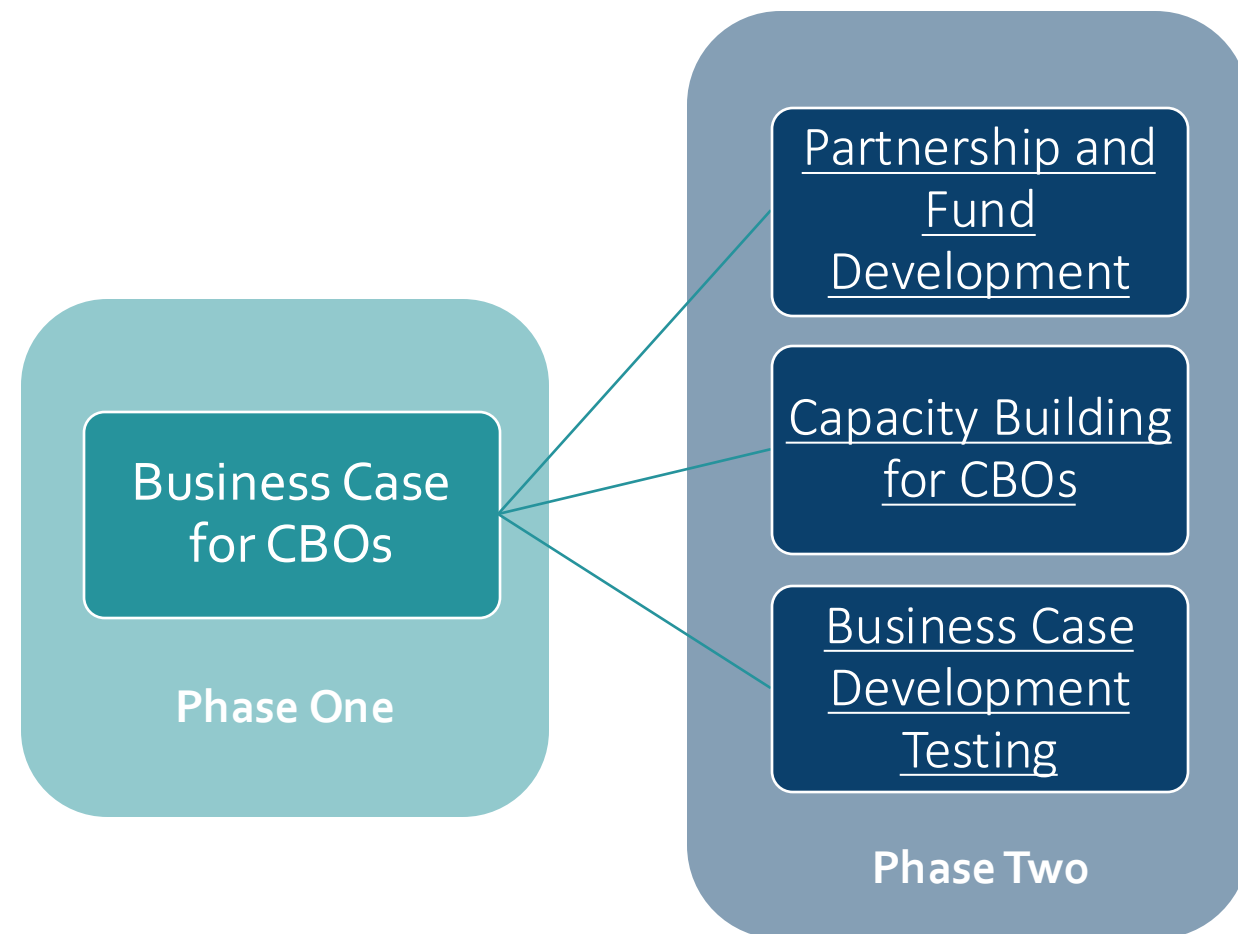 Business Case
for CBOs
Phase One
Partnership and
Fund
Development
Capacity Building
for CBOs
Business Case
Development
Testing
Phase Two